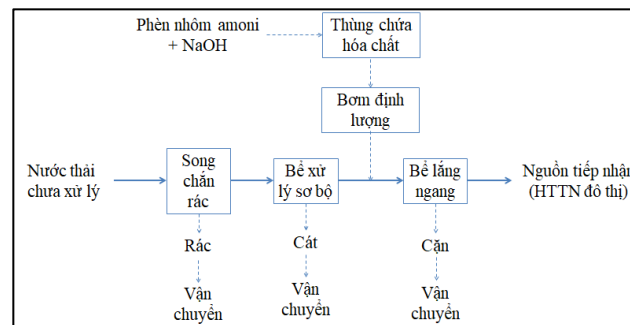 Phèn nhôm amoni
+ NaOH
Thùng chứa
hóa chất
Bơm định
lượng
Nước thải
chưa xử lý
Song
chắn
rác
Bể xử
lý sơ bộ
Bể lắng
ngang
Nguồn tiếp nhận
(HTTN đô thị)
Rác
Cát
Cặn
Vận
chuyển
Vận
chuyển
Vận
chuyển